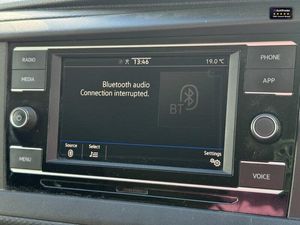 RADIO
MEDIA
MENU
13:46
19.0 °C
Bluetooth audio
Connection interrupted.
BT
Source
Select
Settings
PHONE
APP
VOICE